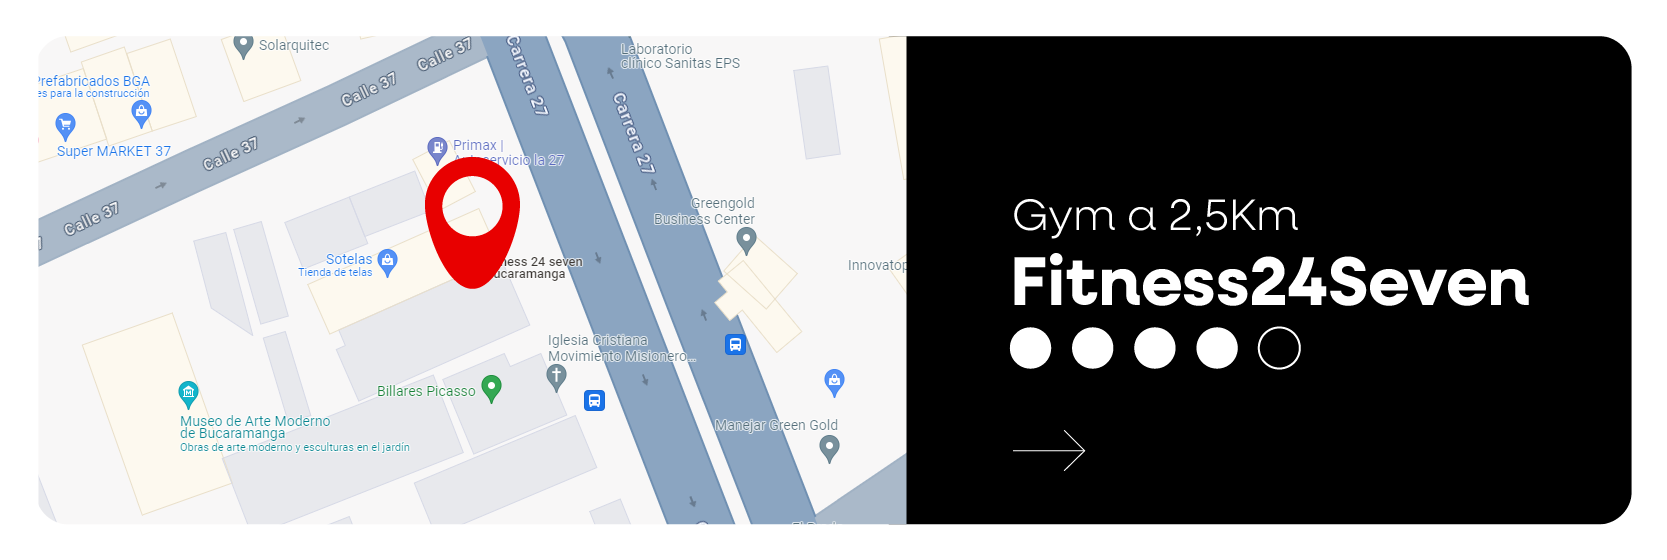 Solarquitec
Calle 37
Calle 37
Calle 37
Calle 37
Carrera 27
Carrera 27
Laboratorio
clínico Sanitas EPS
Prefabricados BGA
es para la construcción
Super MARKET 37
Primax |
servicio la 27
Greengold
Business Center
Innovatop
Sotelas
Tienda de telas
ness 24 seven
ucaramanga
Iglesia Cristiana
Movimiento Misionero...
Billares Picasso
Museo de Arte Moderno
de Bucaramanga
Obras de arte moderno y esculturas en el jardín
Manejar Green Gold
Gym a 2,5Km
Fitness24Seven